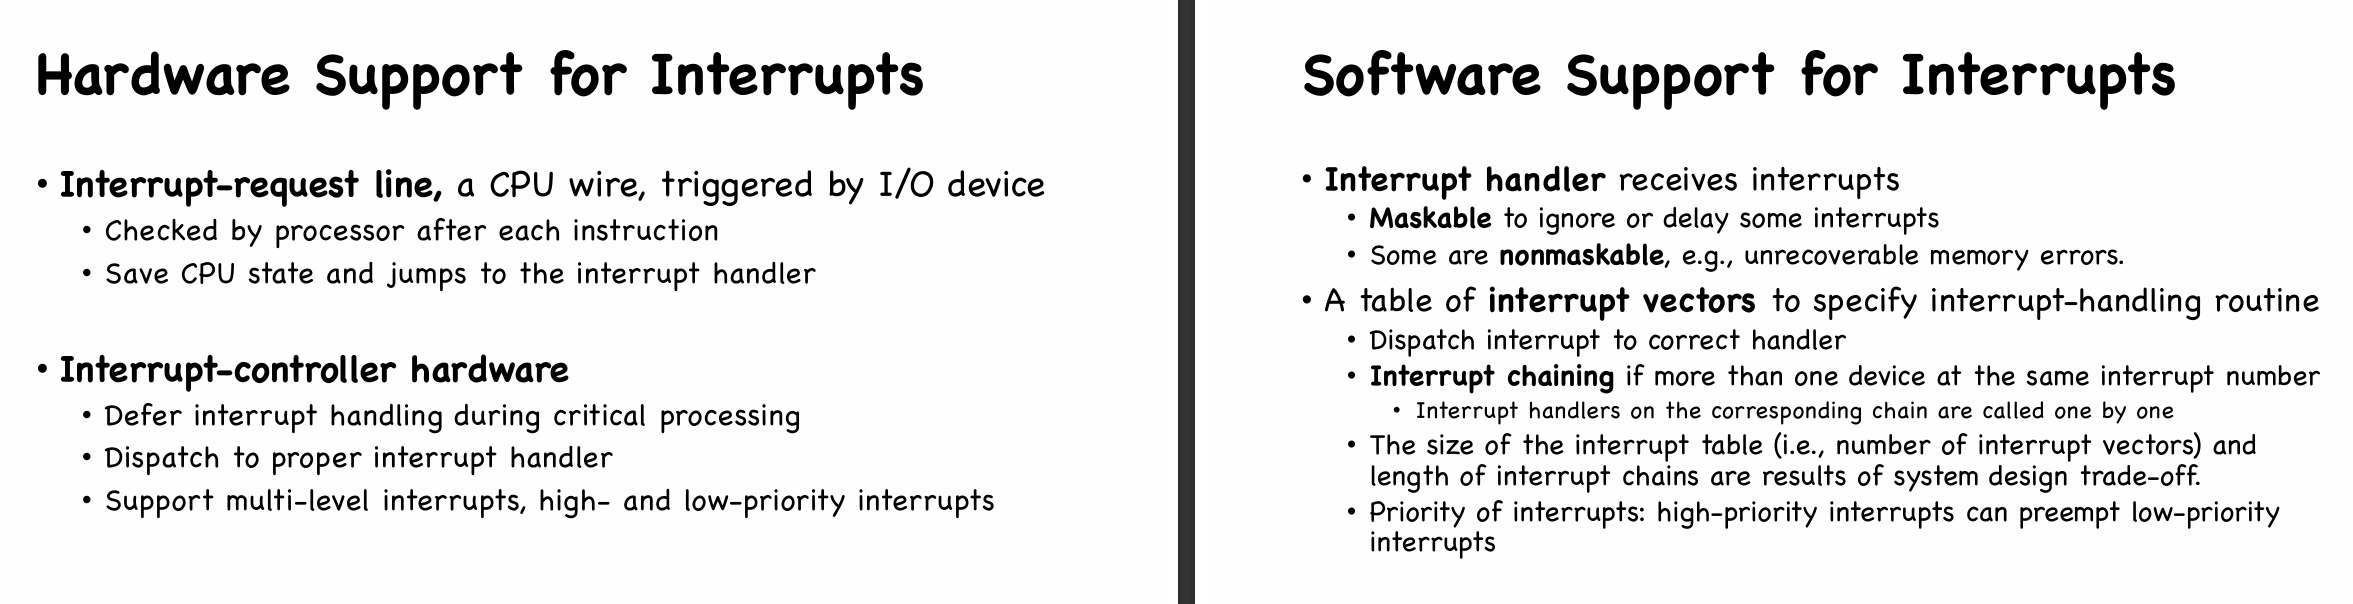 Hardware Support for Interrupts
• Interrupt-request line, a CPU wire, triggered by I/O device
• Checked by processor after each instruction
• Save CPU state and jumps to the interrupt handler
• Interrupt-controller hardware
• Defer interrupt handling during critical processing
• Dispatch to proper interrupt handler
• Support multi-level interrupts, high- and low-priority interrupts
Software Support for Interrupts
• Interrupt handler receives interrupts
• Maskable to ignore or delay some interrupts
• Some are nonmaskable, e.g., unrecoverable memory errors.
• A table of interrupt vectors to specify interrupt-handling routine
• Dispatch interrupt to correct handler
• Interrupt chaining if more than one device at the same interrupt number
• Interrupt handlers on the corresponding chain are called one by one
• The size of the interrupt table (i.e., number of interrupt vectors) and
length of interrupt chains are results of system design trade-off.
• Priority of interrupts: high-priority interrupts can preempt low-priority
interrupts